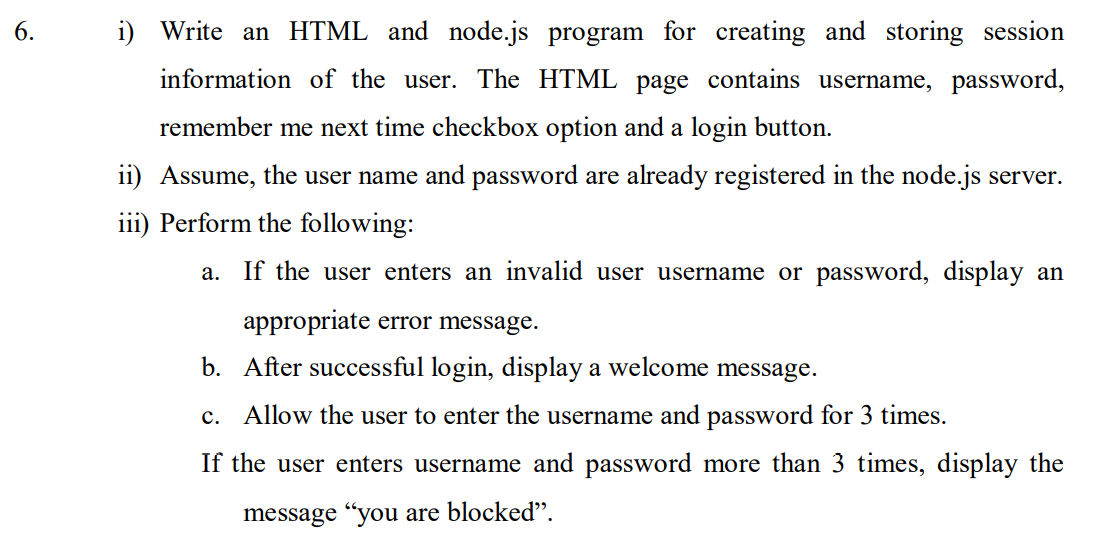 6. i) Write an HTML and node.js program for creating and storing session
information of the user. The HTML page contains username, password,
remember me next time checkbox option and a login button.
ii) Assume, the user name and password are already registered in the node.js server.
iii) Perform the following:
a. If the user enters an invalid user username or password, display an
appropriate error message.
b. After successful login, display a welcome message.
c. Allow the user to enter the username and password for 3 times.
If the user enters username and password more than 3 times, display the
message “you are blocked”.